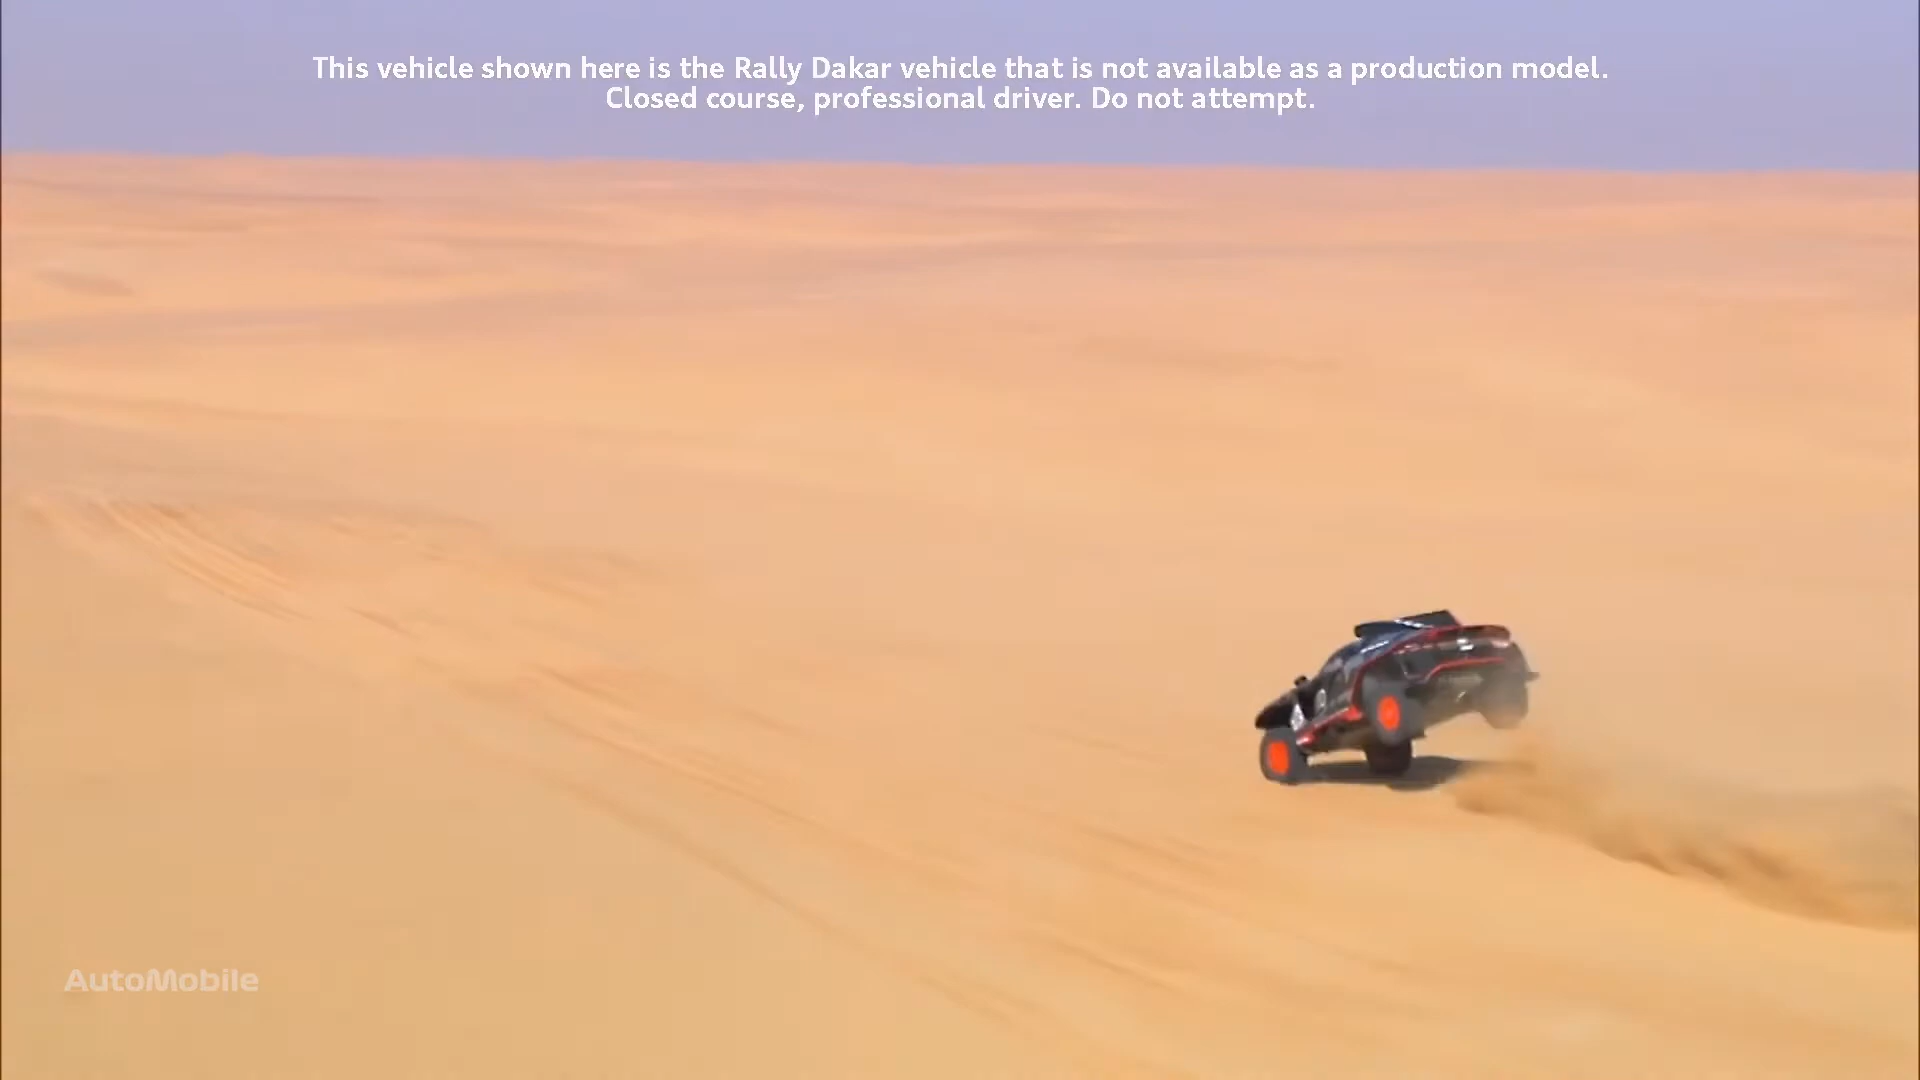 This vehicle shown here is the Rally Dakar vehicle that is not available as a production model.
Closed course, professional driver. Do not attempt.
AutoMobile